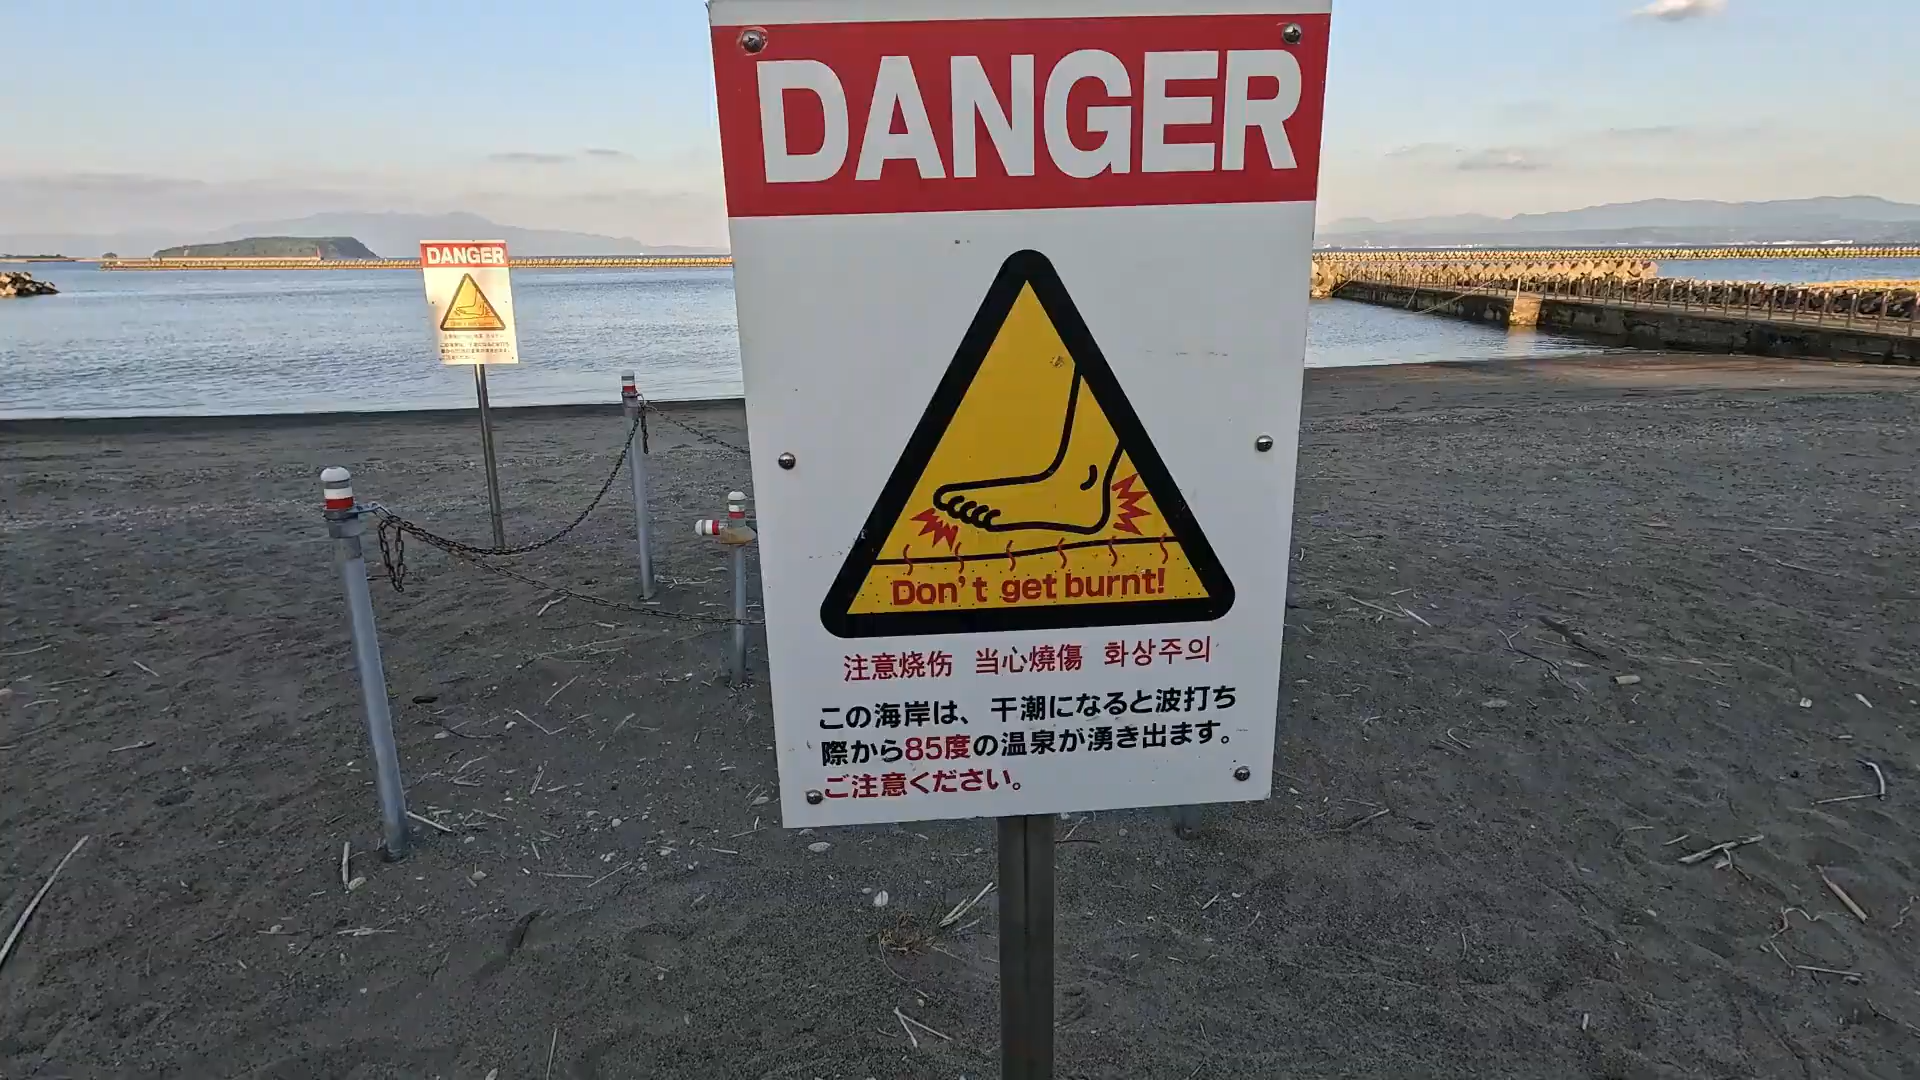 DANGER
Don't get burnt!
注意烧伤 当心燒傷 화상주의
この海岸は、干潮になると波打ち
際から85度の温泉が湧き出ます。
ご注意ください。
DANGER